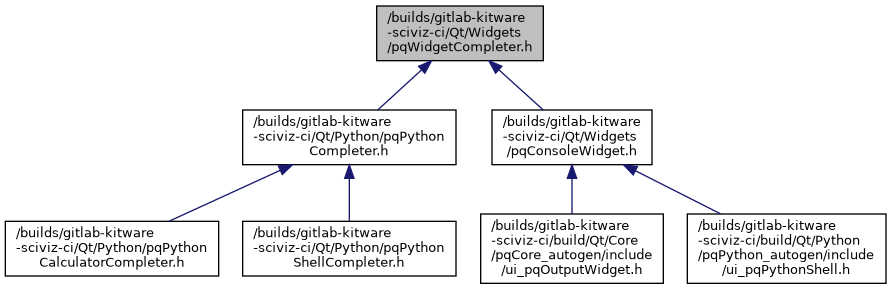 /builds/gitlab-kitware
-sciviz-ci/Qt/Widgets
/pqWidgetCompleter.h
/builds/gitlab-kitware
-sciviz-ci/Qt/Python/pqPython
Completer.h
/builds/gitlab-kitware
-sciviz-ci/Qt/Widgets
/pqConsoleWidget.h
/builds/gitlab-kitware
-sciviz-ci/Qt/Python/pqPython
CalculatorCompleter.h
/builds/gitlab-kitware
-sciviz-ci/Qt/Python/pqPython
ShellCompleter.h
/builds/gitlab-kitware
-sciviz-ci/build/Qt/Core
/pqCore_autogen/include
/ui_pqOutputWidget.h
/builds/gitlab-kitware
-sciviz-ci/build/Qt/Python
/pqPython_autogen/include
/ui_pqPythonShell.h